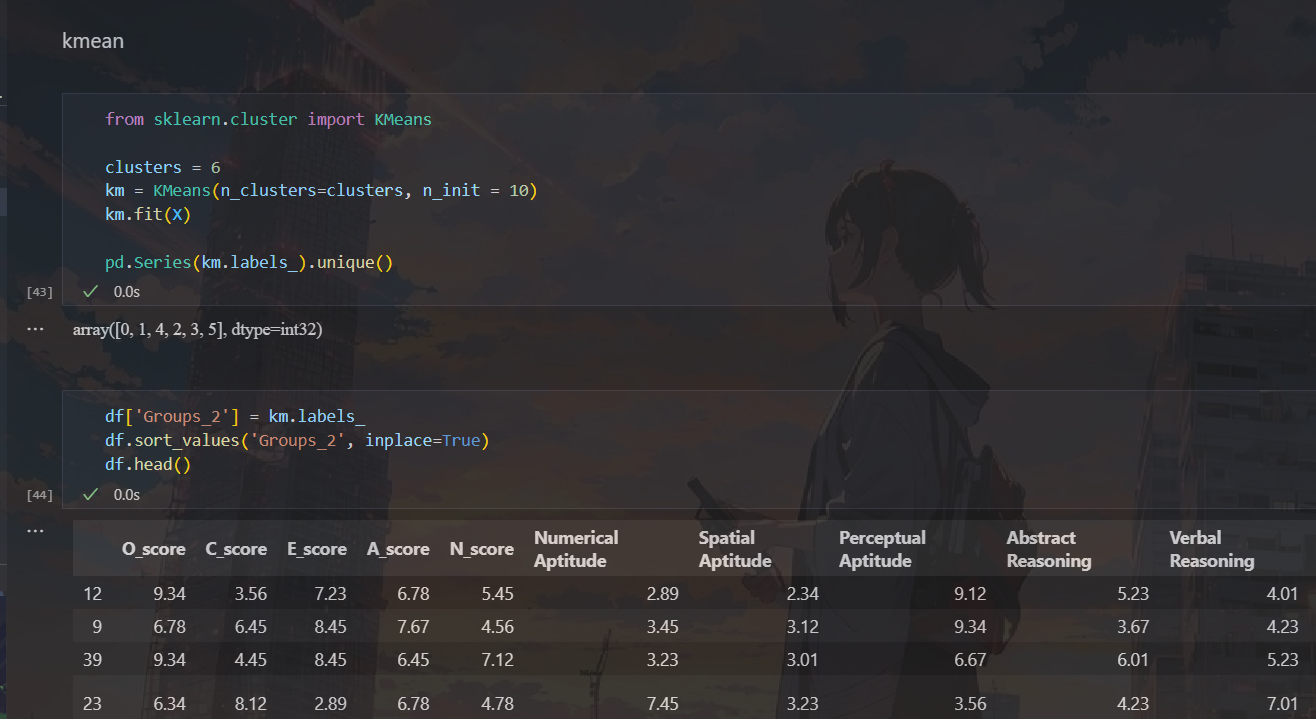 kmean
from sklearn.cluster import KMeans
clusters = 6
km = KMeans(n_clusters=clusters, n_init = 10)
km.fit(X)
pd.Series(km.labels_).unique()
[43] ✓ 0.0s
... array([0, 1, 4, 2, 3, 5], dtype=int32)
df['Groups_2'] = km.labels_
df.sort_values('Groups_2', inplace=True)
df.head()
[44] ✓ 0.0s
...
O_score C_score E_score A_score N_score Numerical Aptitude Spatial Aptitude Perceptual Aptitude Abstract Reasoning Verbal Reasoning
12 9.34 3.56 7.23 6.78 5.45 2.89 2.34 9.12 5.23 4.01
9 6.78 6.45 8.45 7.67 4.56 3.45 3.12 9.34 3.67 4.23
39 9.34 4.45 8.45 6.45 7.12 3.23 3.01 6.67 6.01 5.23
23 6.34 8.12 2.89 6.78 4.78 7.45 3.23 3.56 4.23 7.01